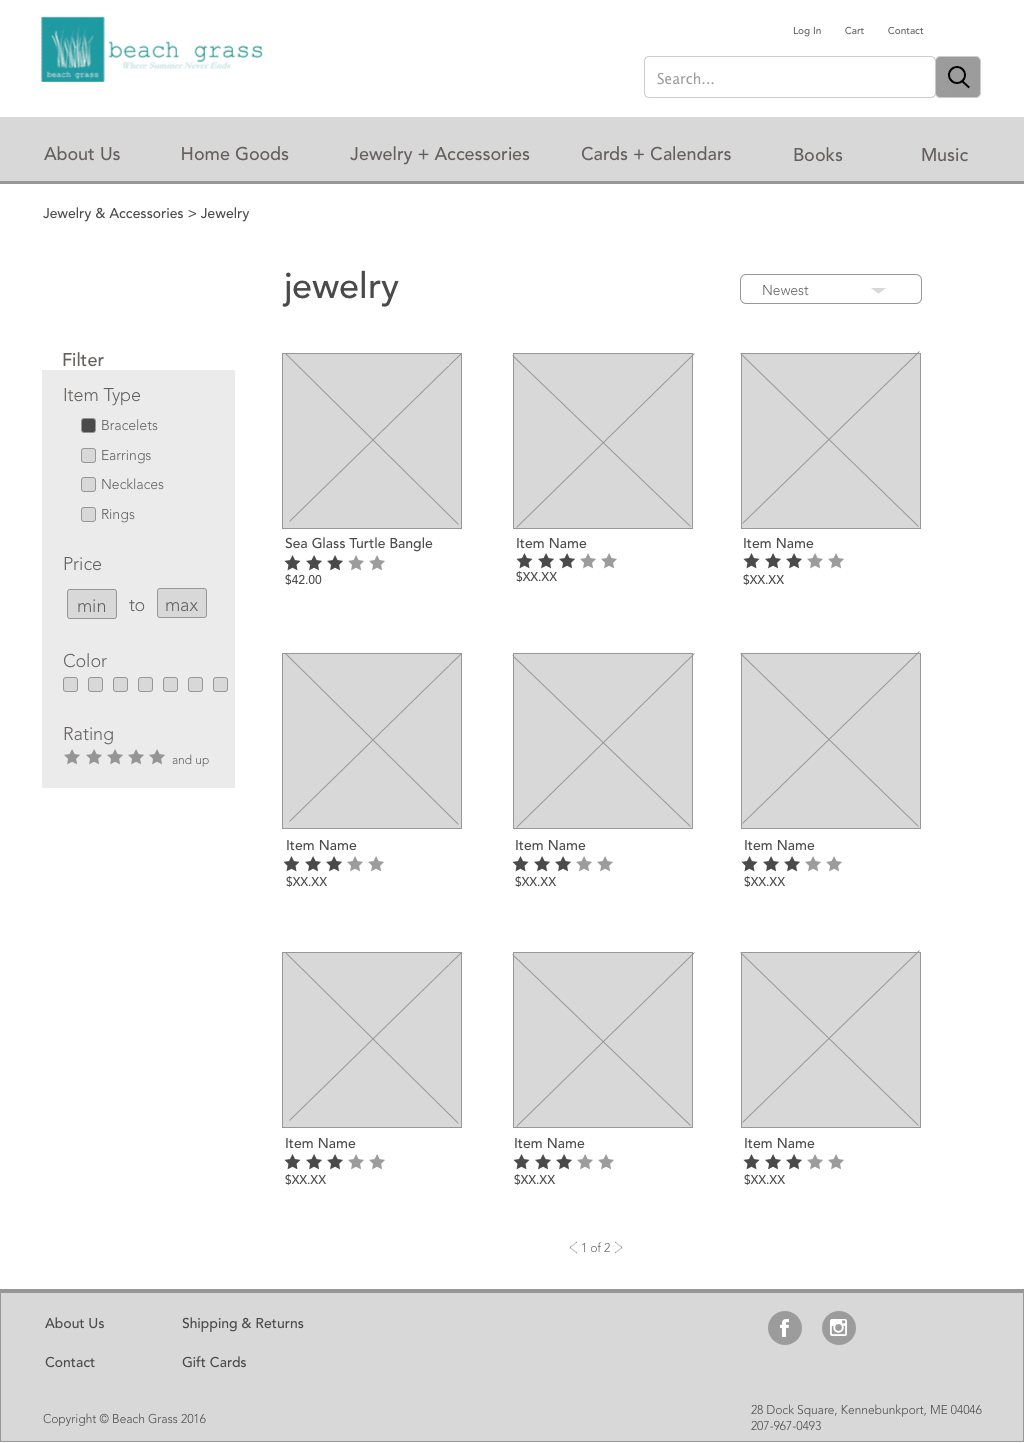 beach grass
beach grass
Where Summer Never Ends
Log In Cart Contact
Search...
About Us Home Goods Jewelry + Accessories Cards + Calendars Books Music
Jewelry & Accessories > Jewelry
jewelry
Newest
Filter
Item Type
Bracelets
Earrings
Necklaces
Rings
Price
min to max
Color
Rating
and up
Sea Glass Turtle Bangle
$42.00
Item Name
$XX.XX
Item Name
$XX.XX
Item Name
$XX.XX
Item Name
$XX.XX
Item Name
$XX.XX
Item Name
$XX.XX
Item Name
$XX.XX
Item Name
$XX.XX
1 of 2
About Us Shipping & Returns
Contact Gift Cards
Copyright © Beach Grass 2016
28 Dock Square, Kennebunkport, ME 04046
207-967-0493